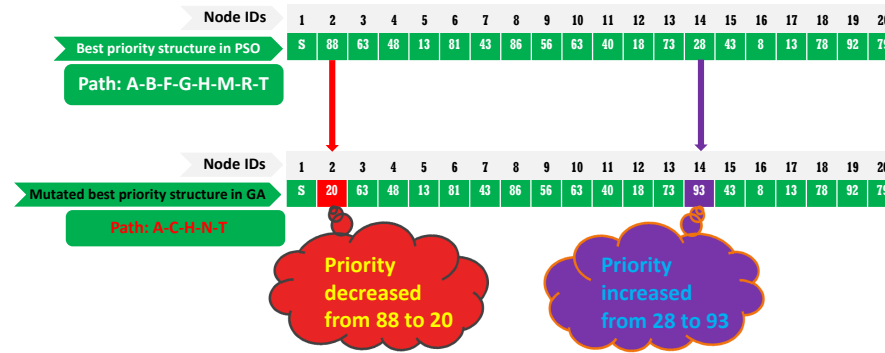 Node IDs 1 2 3 4 5 6 7 8 9 10 11 12 13 14 15 16 17 18 19 20
Best priority structure in PSO S 88 63 48 13 81 43 86 56 63 40 18 73 28 43 8 13 78 92 79
Path: A-B-F-G-H-M-R-T
Node IDs 1 2 3 4 5 6 7 8 9 10 11 12 13 14 15 16 17 18 19 20
Mutated best priority structure in GA S 20 63 48 13 81 43 86 56 63 40 18 73 93 43 8 13 78 92 79
Path: A-C-H-N-T
Priority
decreased
from 88 to 20
Priority
increased
from 28 to 93